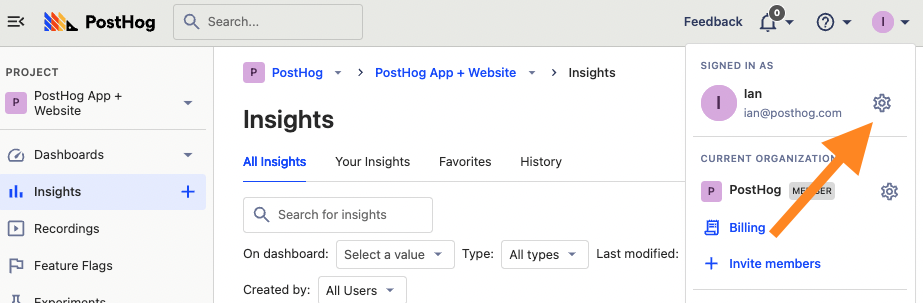 PostHog
Search...
Feedback
0
I
PROJECT
P
PostHog App +
Website
Dashboards
Insights
Recordings
Feature Flags
Experiments
P PostHog > PostHog App + Website > Insights
Insights
All Insights Your Insights Favorites History
Search for insights
On dashboard: Select a value Type: All types Last modified:
Created by: All Users
SIGNED IN AS
I
Ian
ian@posthog.com
CURRENT ORGANIZATION
P PostHog
Billing
Invite members